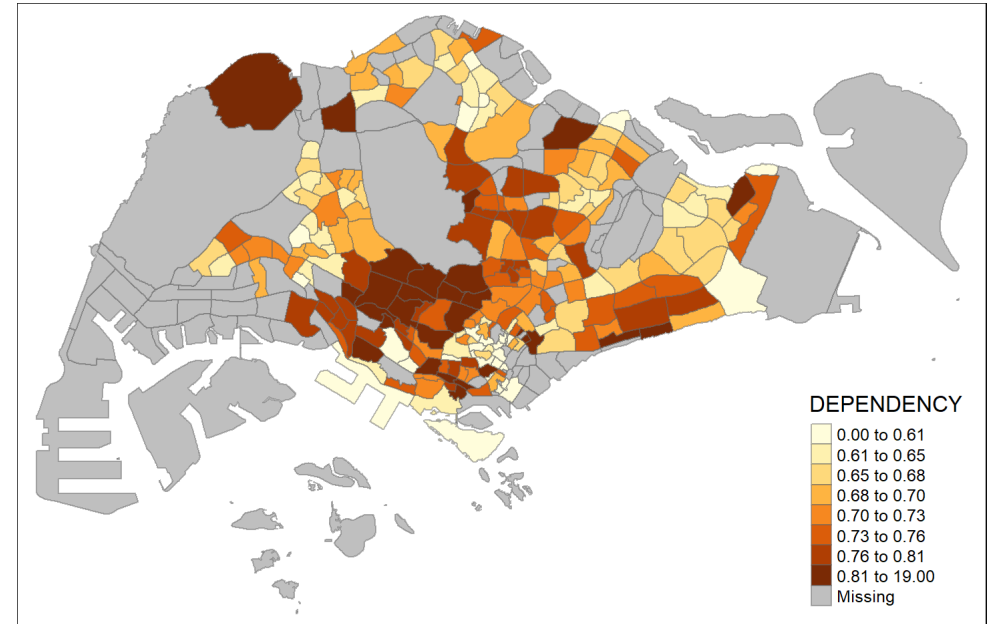 DEPENDENCY
0.00 to 0.61
0.61 to 0.65
0.65 to 0.68
0.68 to 0.70
0.70 to 0.73
0.73 to 0.76
0.76 to 0.81
0.81 to 19.00
Missing